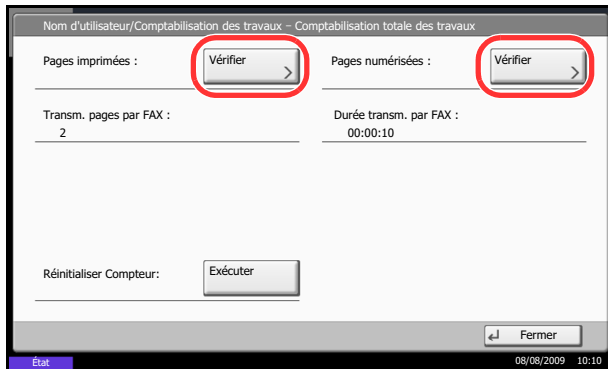 Nom d'utilisateur/Comptabilisation des travaux – Comptabilisation totale des travaux
Pages imprimées : Vérifier Pages numérisées : Vérifier
Transm. pages par FAX : Durée transm. par FAX :
2 00:00:10
Réinitialiser Compteur: Exécuter
Fermer
État 08/08/2009 10:10